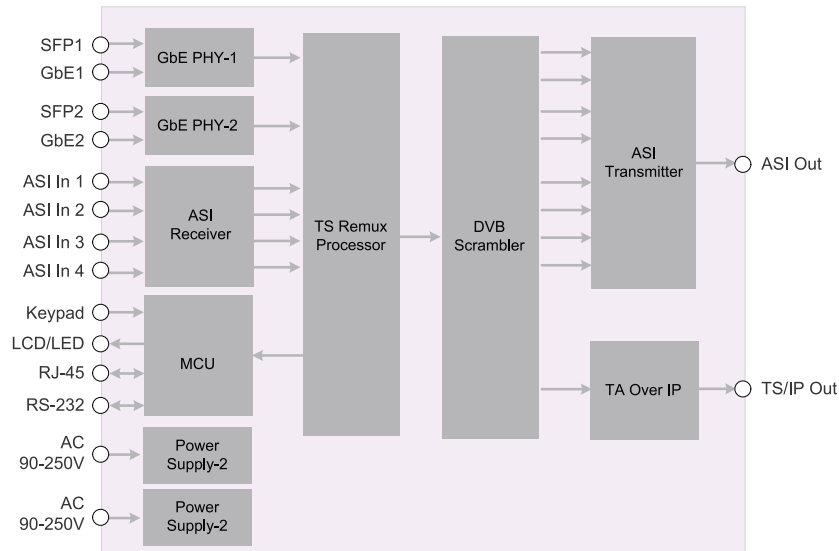 SFP1
GbE1
SFP2
GbE2
ASI In 1
ASI In 2
ASI In 3
ASI In 4
Keypad
LCD/LED
RJ-45
RS-232
AC
90-250V
AC
90-250V
GbE PHY-1
GbE PHY-2
ASI
Receiver
MCU
Power
Supply-2
Power
Supply-2
TS Remux
Processor
DVB
Scrambler
ASI
Transmitter
TA Over IP
ASI Out
TS/IP Out